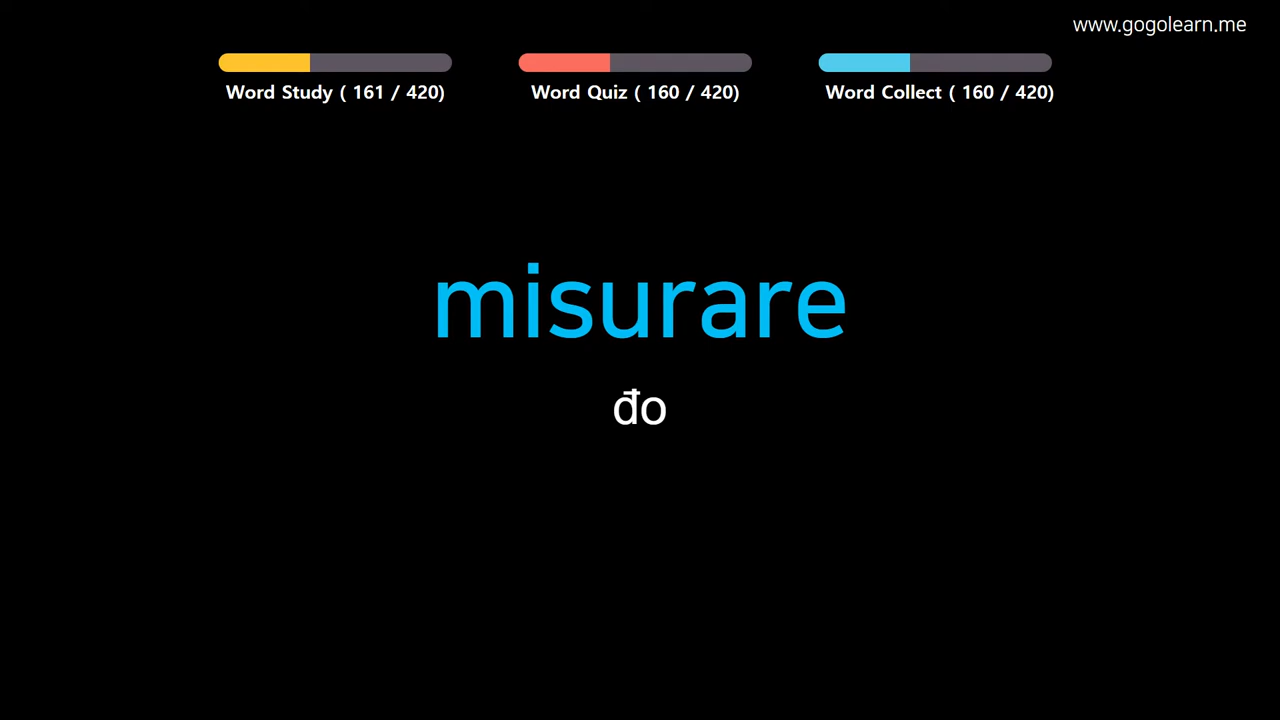 www.gogolearn.me
Word Study ( 161 / 420)
Word Quiz ( 160 / 420)
Word Collect ( 160 / 420)
misurare
đo